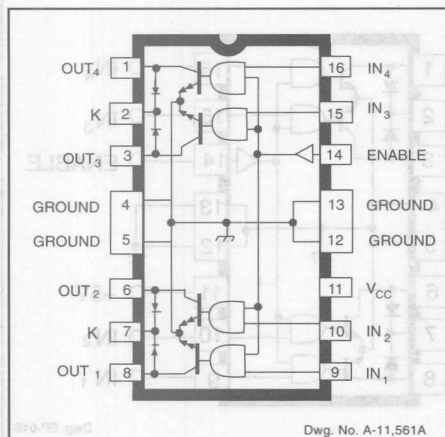 OUT4 1 16 IN4
K 2 15 IN3
OUT3 3 14 ENABLE
GROUND 4 13 GROUND
GROUND 5 12 GROUND
OUT2 6 11 VCC
K 7 10 IN2
OUT1 8 9 IN1
Dwg. No. A-11,561A